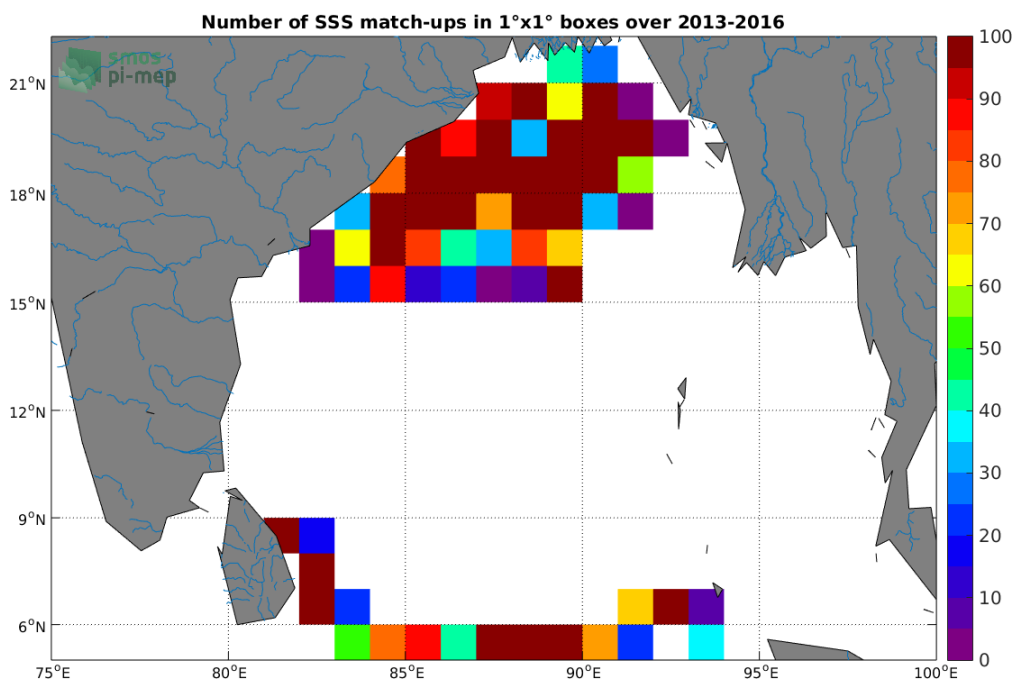 Number of SSS match-ups in 1°x1° boxes over 2013-2016
smos
pi-mep
21°N
18°N
15°N
12°N
9°N
6°N
75°E 80°E 85°E 90°E 95°E 100°E
100
90
80
70
60
50
40
30
20
10
0